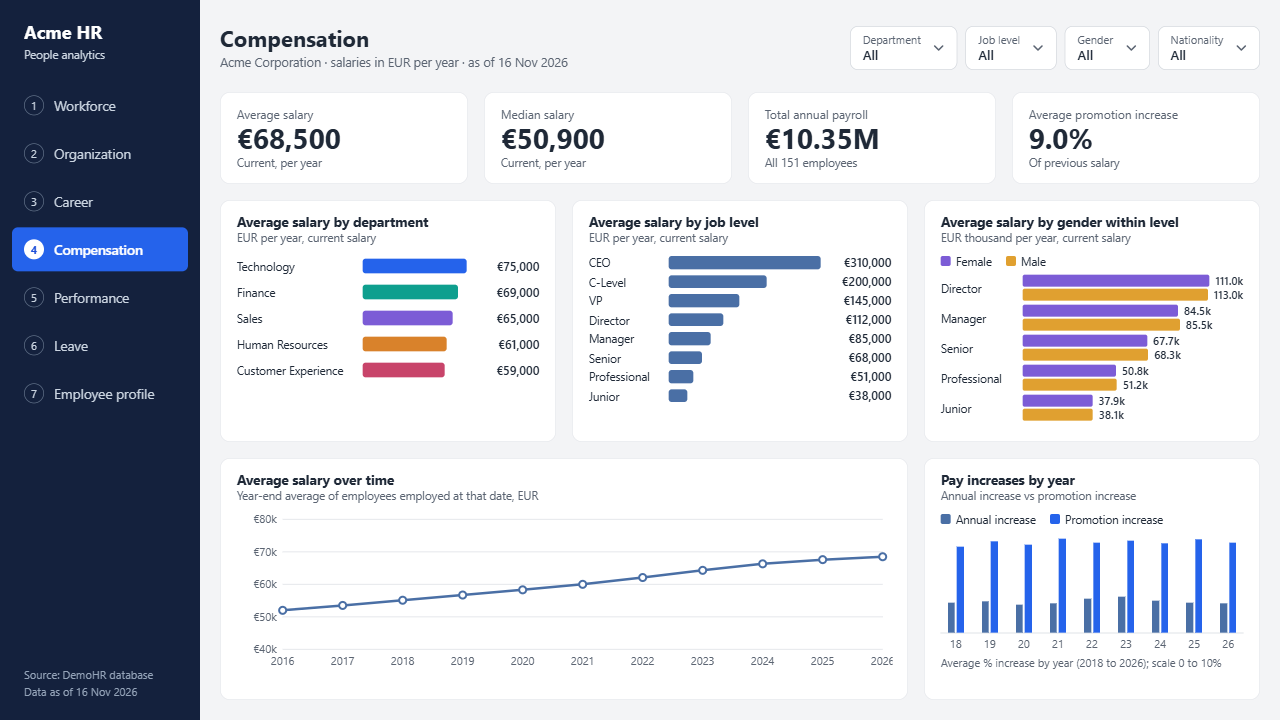 Acme HR
People analytics
1 Workforce
2 Organization
3 Career
4 Compensation
5 Performance
6 Leave
7 Employee profile
Source: DemoHR database
Data as of 16 Nov 2026
Compensation
Acme Corporation · salaries in EUR per year · as of 16 Nov 2026
Department
All
Job level
All
Gender
All
Nationality
All
Average salary
€68,500
Current, per year
Median salary
€50,900
Current, per year
Total annual payroll
€10.35M
All 151 employees
Average promotion increase
9.0%
Of previous salary
Average salary by department
EUR per year, current salary
Technology €75,000
Finance €69,000
Sales €65,000
Human Resources €61,000
Customer Experience €59,000
Average salary by job level
EUR per year, current salary
CEO €310,000
C-Level €200,000
VP €145,000
Director €112,000
Manager €85,000
Senior €68,000
Professional €51,000
Junior €38,000
Average salary by gender within level
EUR thousand per year, current salary
Female Male
Director 111.0k
113.0k
Manager 84.5k
85.5k
Senior 67.7k
68.3k
Professional 50.8k
51.2k
Junior 37.9k
38.1k
Average salary over time
Year-end average of employees employed at that date, EUR
€80k
€70k
€60k
€50k
€40k
2016 2017 2018 2019 2020 2021 2022 2023 2024 2025 2026
Pay increases by year
Annual increase vs promotion increase
Annual increase Promotion increase
18 19 20 21 22 23 24 25 26
Average % increase by year (2018 to 2026); scale 0 to 10%